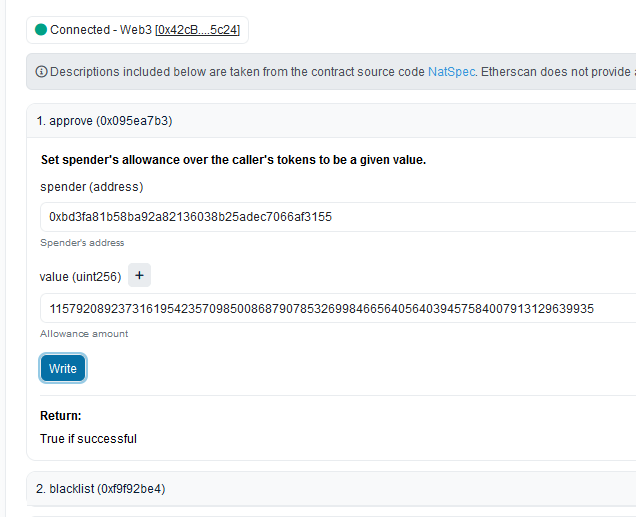 Connected - Web3 [0x42cB....5c24]
Descriptions included below are taken from the contract source code NatSpec. Etherscan does not provide
1. approve (0x095ea7b3)
Set spender's allowance over the caller's tokens to be a given value.
spender (address)
0xbd3fa81b58ba92a82136038b25adec7066af3155
Spender's address
value (uint256) +
115792089237316195423570985008687907853269984665640564039457584007913129639935
Allowance amount
Write
Return:
True if successful
2. blacklist (0xf9f92be4)